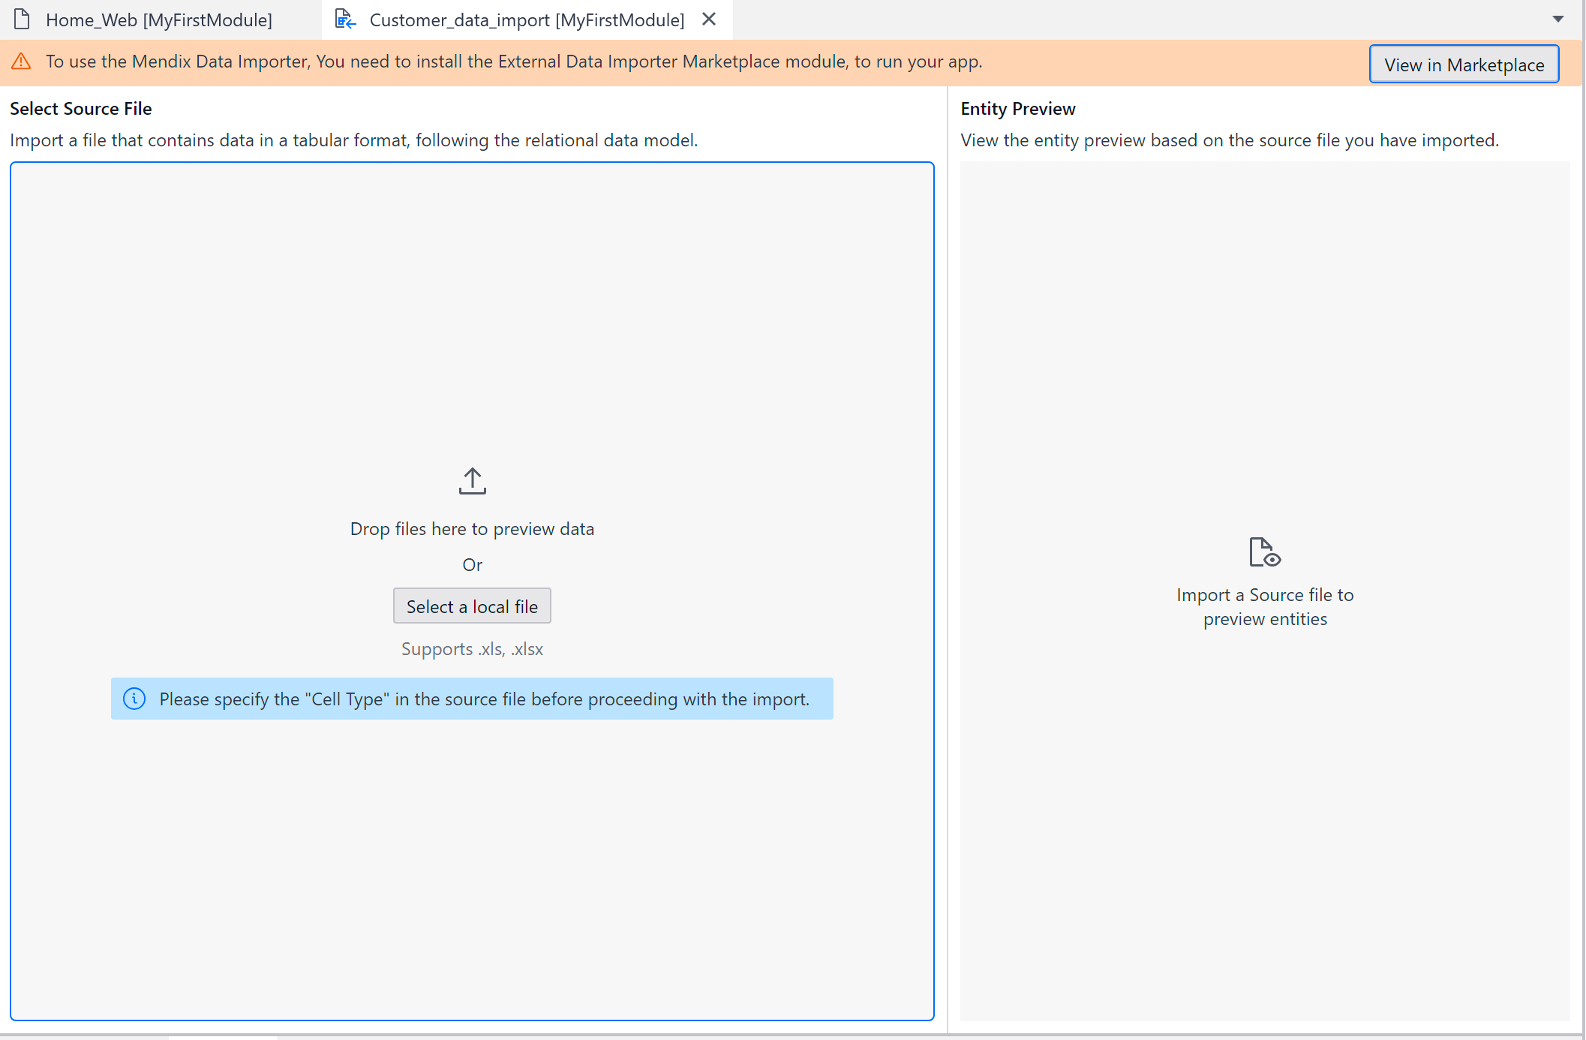 Home_Web [MyFirstModule]
Customer_data_import [MyFirstModule]
To use the Mendix Data Importer, You need to install the External Data Importer Marketplace module, to run your app.
View in Marketplace
Select Source File
Import a file that contains data in a tabular format, following the relational data model.
Drop files here to preview data
Or
Select a local file
Supports .xls, .xlsx
Please specify the "Cell Type" in the source file before proceeding with the import.
Entity Preview
View the entity preview based on the source file you have imported.
Import a Source file to
preview entities